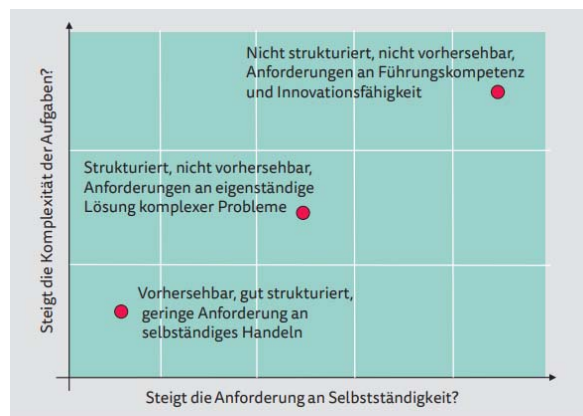 Steigt die Komplexität der Aufgaben?
Nicht strukturiert, nicht vorhersehbar,
Anforderungen an Führungskompetenz
und Innovationsfähigkeit
Strukturiert, nicht vorhersehbar,
Anforderungen an eigenständige
Lösung komplexer Probleme
Vorhersehbar, gut strukturiert,
geringe Anforderung an
selbständiges Handeln
Steigt die Anforderung an Selbstständigkeit?